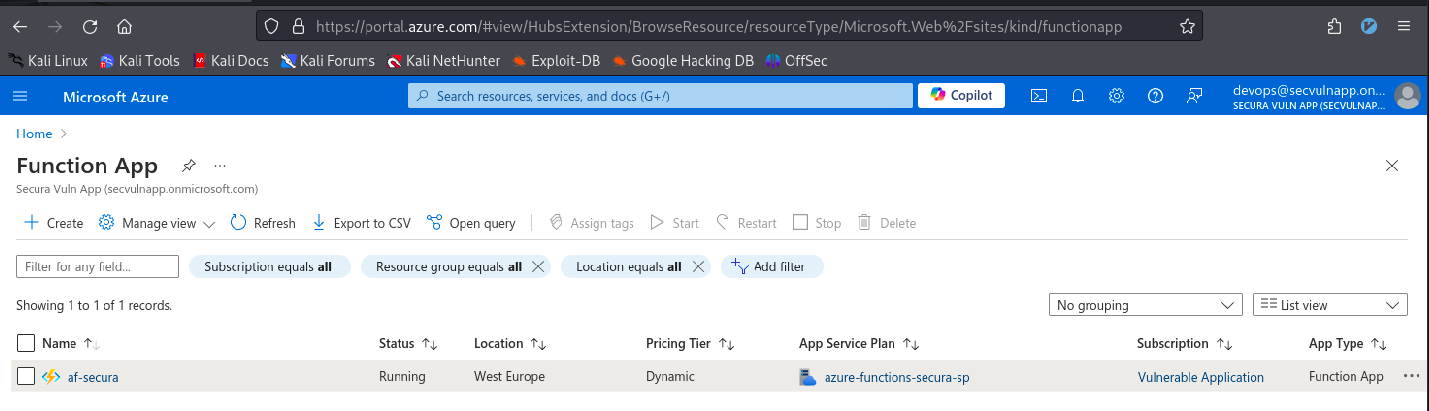 https://portal.azure.com/#view/HubsExtension/BrowseResource/resourceType/Microsoft.Web%2Fsites/kind/functionapp
Kali Linux Kali Tools Kali Docs Kali Forums Kali NetHunter Exploit-DB Google Hacking DB OffSec
Microsoft Azure Search resources, services, and docs (G+/) Copilot devops@secvulnapp.on...
SECURA VULN APP (SECVULNAP...
Home >
Function App ...
Secura Vuln App (secvulnapp.onmicrosoft.com)
Create Manage view Refresh Export to CSV Open query Assign tags Start Restart Stop Delete
Filter for any field... Subscription equals all Resource group equals all Location equals all Add filter
Showing 1 to 1 of 1 records. No grouping List view
Name Status Location Pricing Tier App Service Plan Subscription App Type
af-secura Running West Europe Dynamic azure-functions-secura-sp Vulnerable Application Function App ...